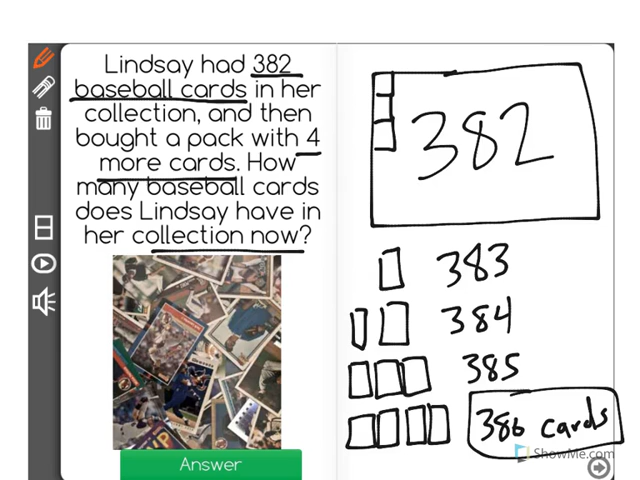 Lindsay had 382
baseball cards in her
collection, and then
bought a pack with 4
more cards. How
many baseball cards
does Lindsay have in
her collection now?
Answer
382
383
384
385
386 cards
ShowMe.com